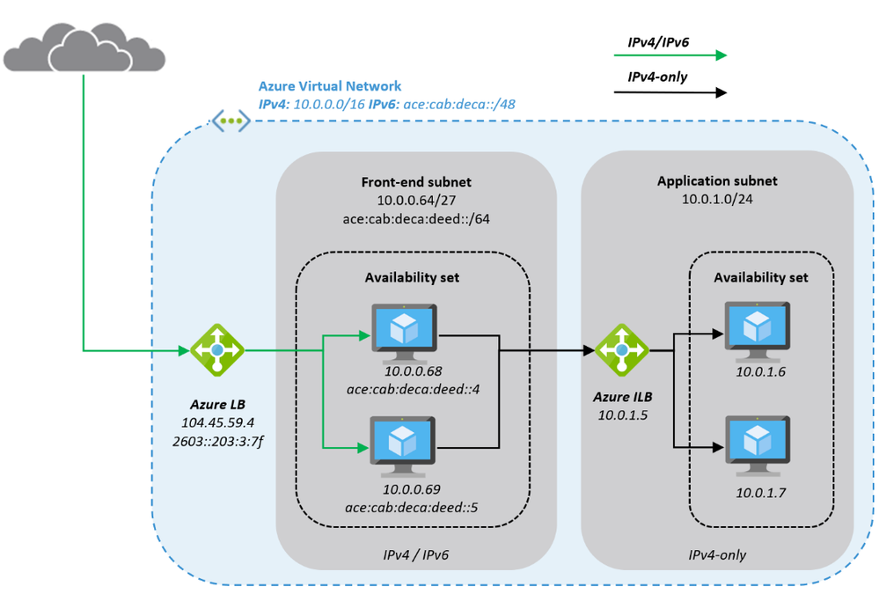 IPv4/IPv6
IPv4-only
Azure Virtual Network
IPv4: 10.0.0.0/16 IPv6: ace:cab:deca::/48
Front-end subnet
10.0.0.64/27
ace:cab:deca:deed::/64
Application subnet
10.0.1.0/24
Availability set
Availability set
10.0.0.68
ace:cab:deca:deed::4
10.0.1.6
Azure LB
104.45.59.4
2603::203:3:7f
Azure ILB
10.0.1.5
10.0.0.69
ace:cab:deca:deed::5
10.0.1.7
IPv4 / IPv6
IPv4-only